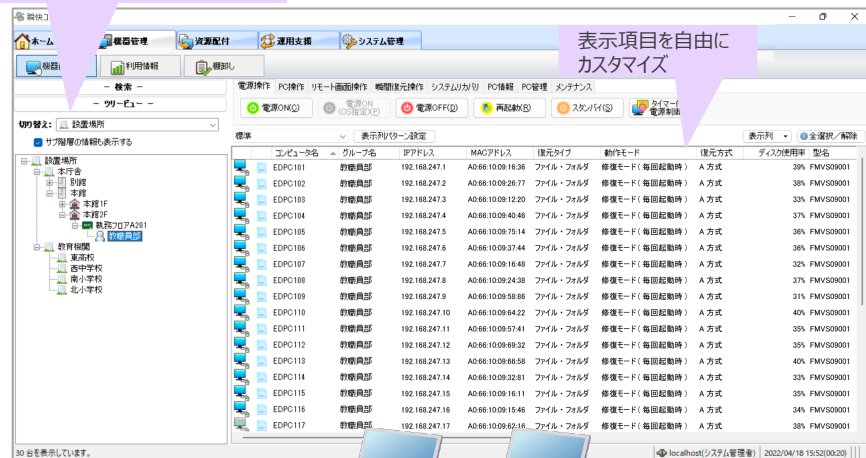 瞬快
表示項目を自由に
カスタマイズ
ホーム 機器管理 資源配付 運用支援 システム管理
利用情報 棚卸し
- 検索 -
- ツリービュー -
切り替え: 設置場所
サブ階層の情報も表示する
設置場所
本庁舎
別館
本館
本館1F
本館2F
執務フロアA201
教職員部
教育機関
東高校
西中学校
南小学校
北小学校
電源操作 PC操作 リモート画面操作 瞬間復元操作 システムリカバリ PC情報 PC管理 メンテナンス
電源ON(O) 電源ON(OS指定)(P) 電源OFF(D) 再起動(R) スタンバイ(S) タイマー 電源制御
標準 表示列パターン設定 表示列 全選択/解除
コンピュータ名 グループ名 IPアドレス MACアドレス 復元タイプ 動作モード 復元方式 ディスク使用率 型名
EDPC101 教職員部 192.168.247.1 A0:66:10:09:16:36 ファイル・フォルダ 修復モード(毎回起動時) A 方式 39% FMVS09001
EDPC102 教職員部 192.168.247.2 A0:66:10:09:26:77 ファイル・フォルダ 修復モード(毎回起動時) A 方式 38% FMVS09001
EDPC103 教職員部 192.168.247.3 A0:66:10:09:12:20 ファイル・フォルダ 修復モード(毎回起動時) A 方式 33% FMVS09001
EDPC104 教職員部 192.168.247.4 A0:66:10:09:40:46 ファイル・フォルダ 修復モード(毎回起動時) A 方式 37% FMVS09001
EDPC105 教職員部 192.168.247.5 A0:66:10:09:75:14 ファイル・フォルダ 修復モード(毎回起動時) A 方式 36% FMVS09001
EDPC106 教職員部 192.168.247.6 A0:66:10:09:37:44 ファイル・フォルダ 修復モード(毎回起動時) A 方式 36% FMVS09001
EDPC107 教職員部 192.168.247.7 A0:66:10:09:16:48 ファイル・フォルダ 修復モード(毎回起動時) A 方式 32% FMVS09001
EDPC108 教職員部 192.168.247.8 A0:66:10:09:24:38 ファイル・フォルダ 修復モード(毎回起動時) A 方式 37% FMVS09001
EDPC109 教職員部 192.168.247.9 A0:66:10:09:58:86 ファイル・フォルダ 修復モード(毎回起動時) A 方式 31% FMVS09001
EDPC110 教職員部 192.168.247.10 A0:66:10:09:64:22 ファイル・フォルダ 修復モード(毎回起動時) A 方式 40% FMVS09001
EDPC111 教職員部 192.168.247.11 A0:66:10:09:57:41 ファイル・フォルダ 修復モード(毎回起動時) A 方式 35% FMVS09001
EDPC112 教職員部 192.168.247.12 A0:66:10:09:69:32 ファイル・フォルダ 修復モード(毎回起動時) A 方式 35% FMVS09001
EDPC113 教職員部 192.168.247.13 A0:66:10:09:66:58 ファイル・フォルダ 修復モード(毎回起動時) A 方式 40% FMVS09001
EDPC114 教職員部 192.168.247.14 A0:66:10:09:32:81 ファイル・フォルダ 修復モード(毎回起動時) A 方式 33% FMVS09001
EDPC115 教職員部 192.168.247.15 A0:66:10:09:16:11 ファイル・フォルダ 修復モード(毎回起動時) A 方式 35% FMVS09001
EDPC116 教職員部 192.168.247.16 A0:66:10:09:15:46 ファイル・フォルダ 修復モード(毎回起動時) A 方式 34% FMVS09001
EDPC117 教職員部 192.168.247.17 A0:66:10:09:62:16 ファイル・フォルダ 修復モード(毎回起動時) A 方式 38% FMVS09001
30 台を表示しています。 localhost(システム管理者) 2022/04/18 15:52(00:20)